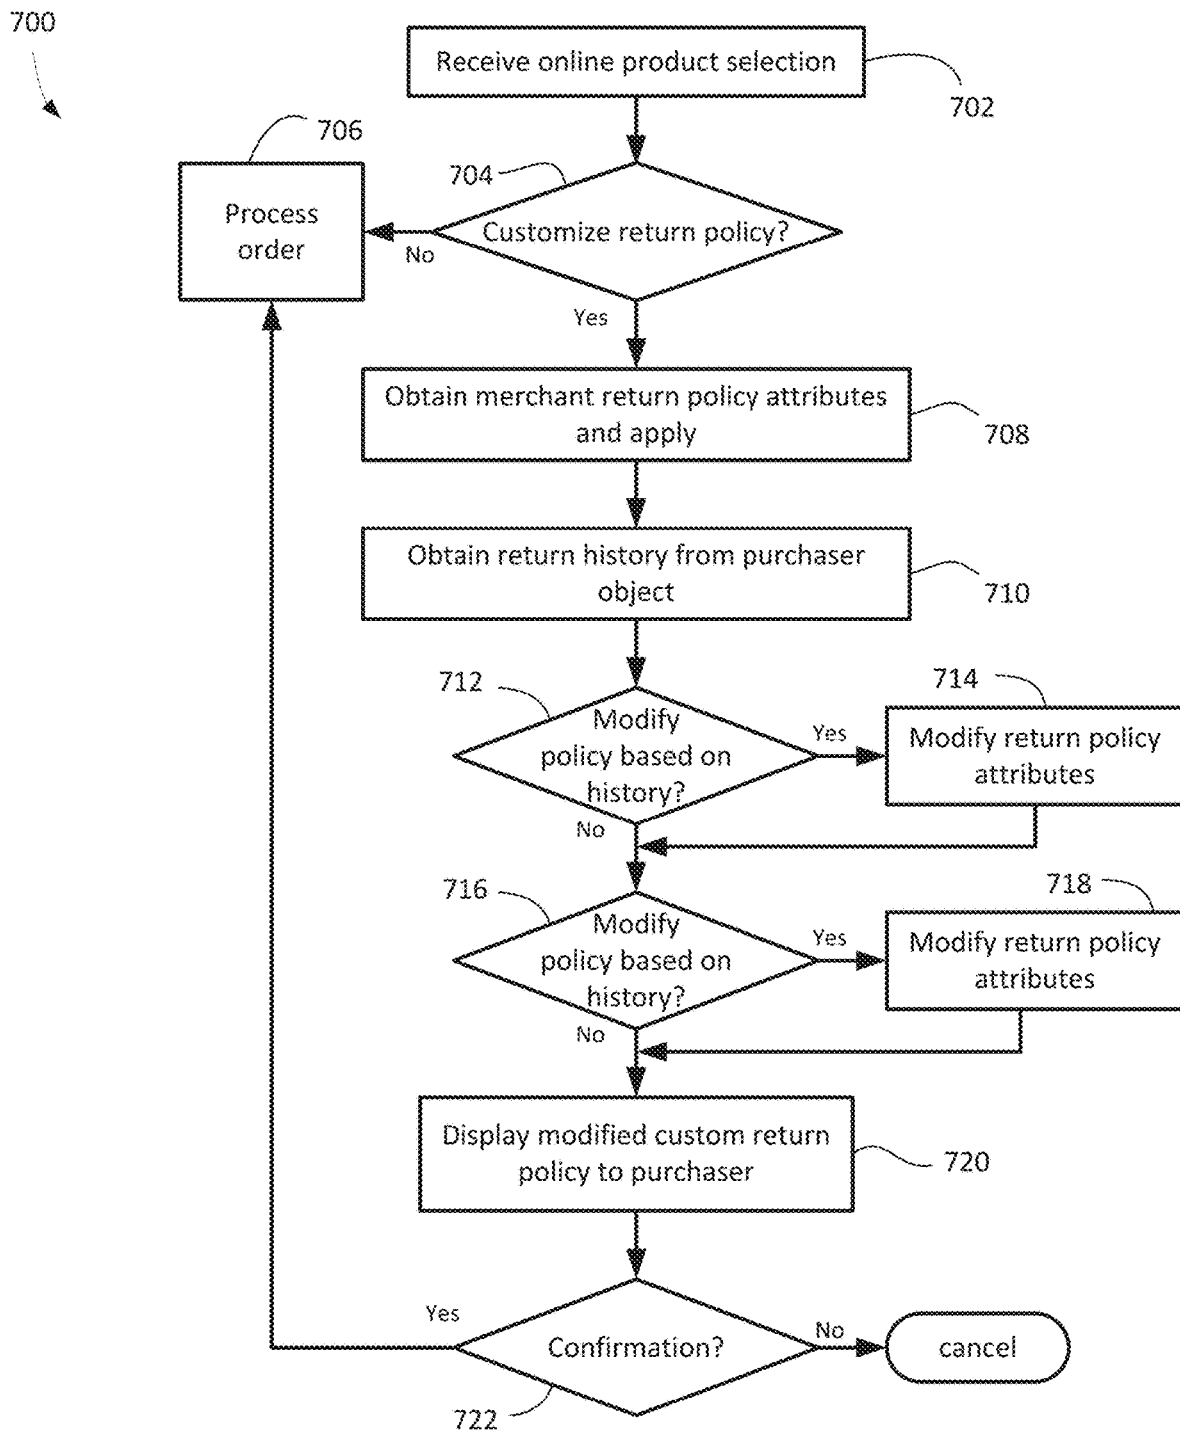 700
Receive online product selection
702
706
704
Process
order
Customize return policy?
No
Yes
Obtain merchant return policy attributes
and apply
708
Obtain return history from purchaser
object
710
712
Modify
policy based on
history?
Yes
714
Modify return policy
attributes
No
716
Modify
policy based on
history?
Yes
718
Modify return policy
attributes
No
Display modified custom return
policy to purchaser
720
Yes
Confirmation?
No
cancel
722